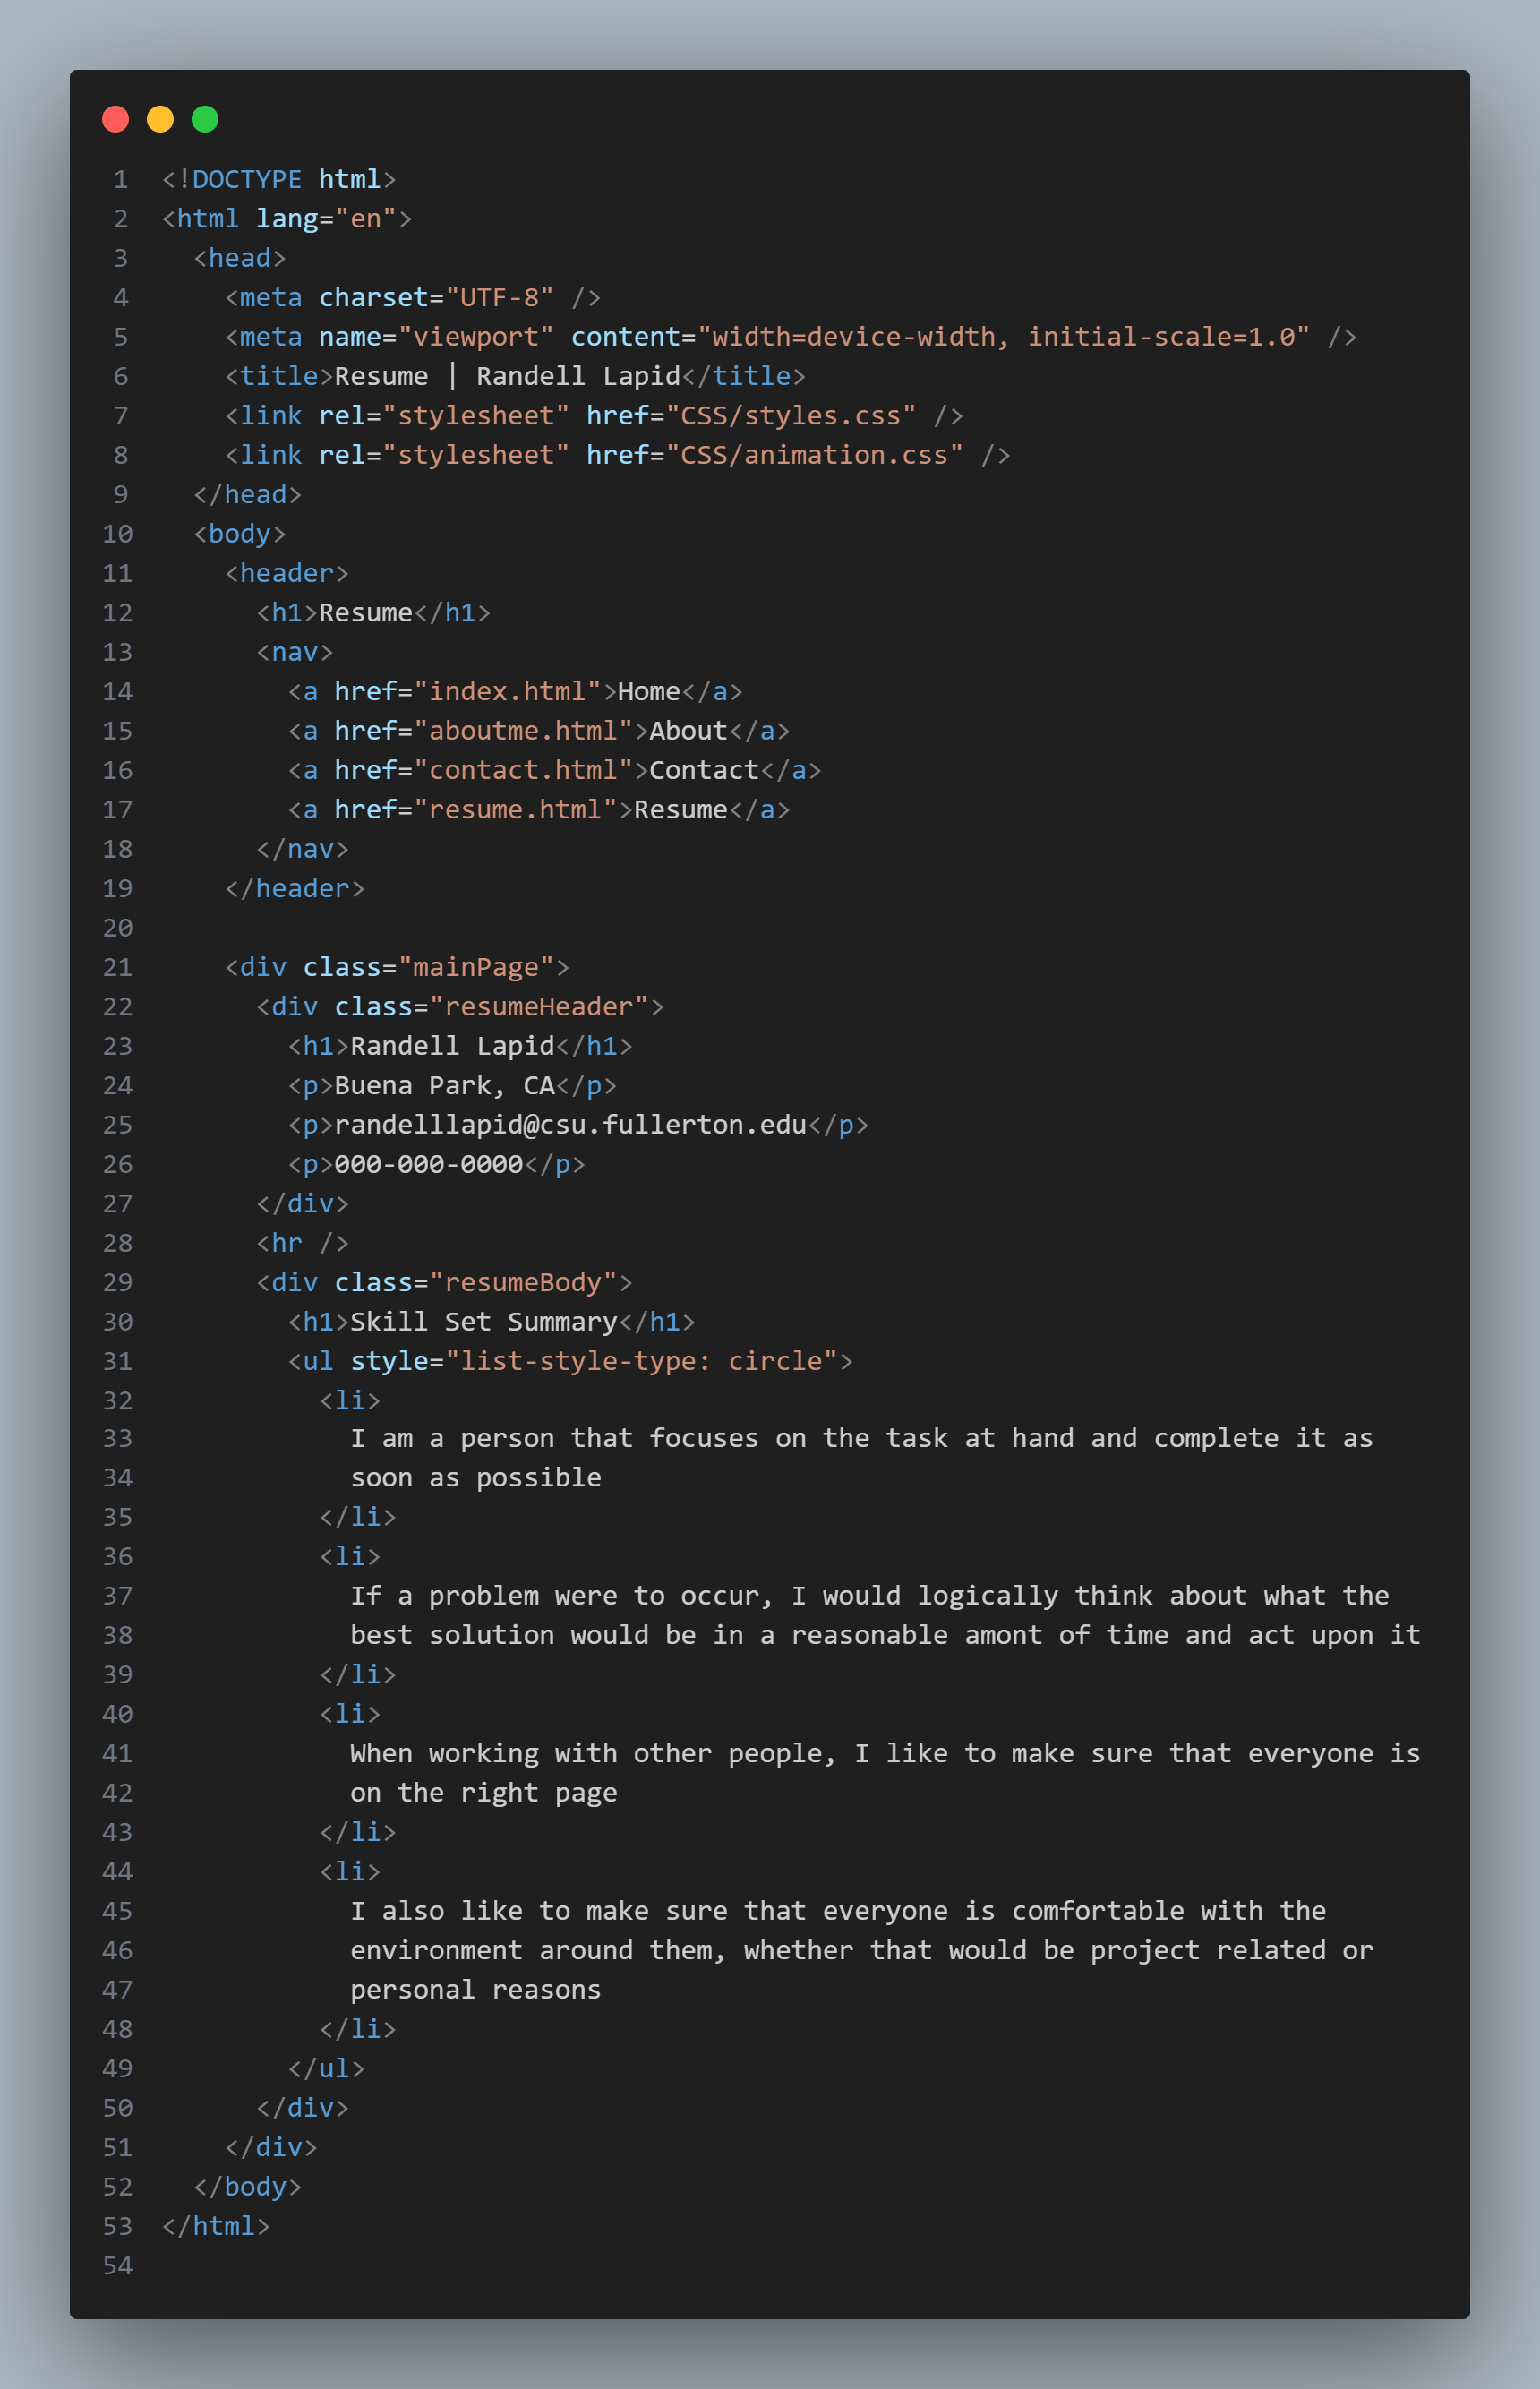 1 <!DOCTYPE html>
2 <html lang="en">
3   <head>
4     <meta charset="UTF-8" />
5     <meta name="viewport" content="width=device-width, initial-scale=1.0" />
6     <title>Resume | Randell Lapid</title>
7     <link rel="stylesheet" href="CSS/styles.css" />
8     <link rel="stylesheet" href="CSS/animation.css" />
9   </head>
10   <body>
11     <header>
12       <h1>Resume</h1>
13       <nav>
14         <a href="index.html">Home</a>
15         <a href="aboutme.html">About</a>
16         <a href="contact.html">Contact</a>
17         <a href="resume.html">Resume</a>
18       </nav>
19     </header>
20
21     <div class="mainPage">
22       <div class="resumeHeader">
23         <h1>Randell Lapid</h1>
24         <p>Buena Park, CA</p>
25         <p>randelllapid@csu.fullerton.edu</p>
26         <p>000-000-0000</p>
27       </div>
28       <hr />
29       <div class="resumeBody">
30         <h1>Skill Set Summary</h1>
31         <ul style="list-style-type: circle">
32           <li>
33             I am a person that focuses on the task at hand and complete it as
34             soon as possible
35           </li>
36           <li>
37             If a problem were to occur, I would logically think about what the
38             best solution would be in a reasonable amont of time and act upon it
39           </li>
40           <li>
41             When working with other people, I like to make sure that everyone is
42             on the right page
43           </li>
44           <li>
45             I also like to make sure that everyone is comfortable with the
46             environment around them, whether that would be project related or
47             personal reasons
48           </li>
49         </ul>
50       </div>
51     </div>
52   </body>
53 </html>
54